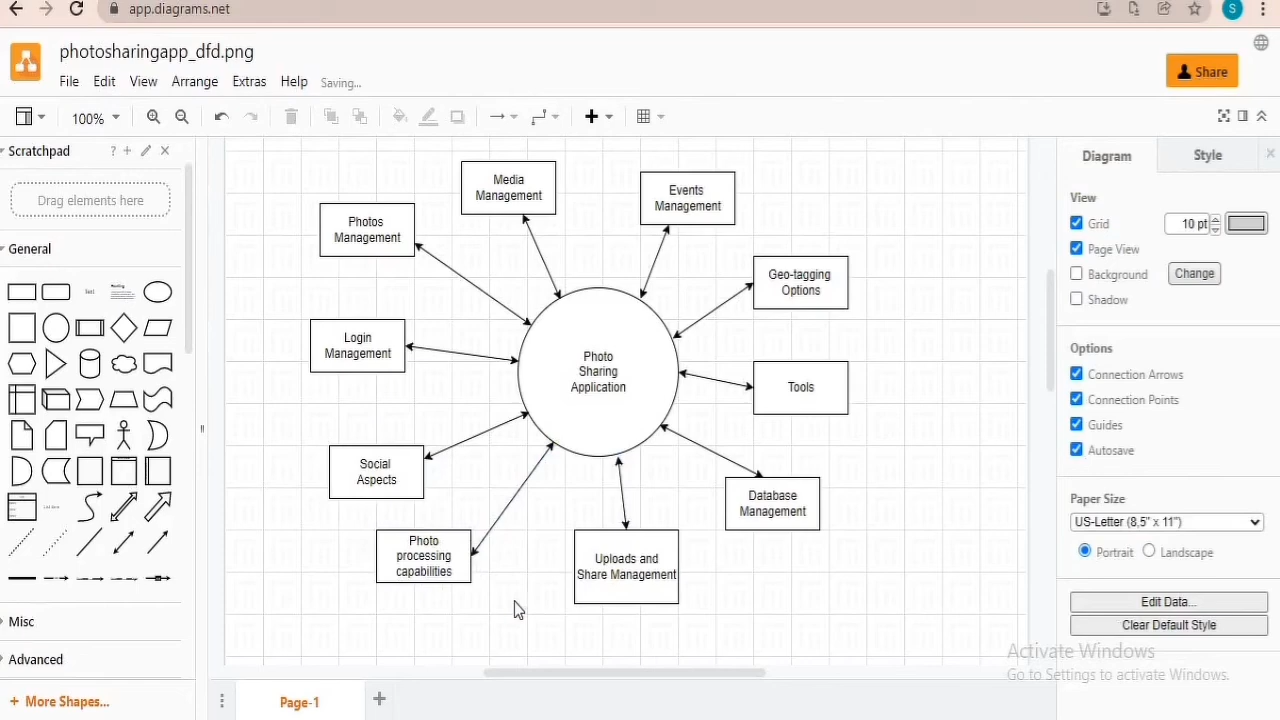 app.diagrams.net
S
photosharingapp_dfd.png
File Edit View Arrange Extras Help Saving...
Share
100%
Scratchpad
?
Drag elements here
General
Text
Heading
List Item
Misc
Advanced
+ More Shapes...
Media
Management
Events
Management
Photos
Management
Geo-tagging
Options
Login
Management
Photo
Sharing
Application
Tools
Social
Aspects
Database
Management
Photo
processing
capabilities
Uploads and
Share Management
Page-1
Diagram
Style
View
Grid
10 pt
Page View
Background
Change
Shadow
Options
Connection Arrows
Connection Points
Guides
Autosave
Paper Size
US-Letter (8,5" x 11")
Portrait
Landscape
Edit Data...
Clear Default Style
Activate Windows
Go to Settings to activate Windows.